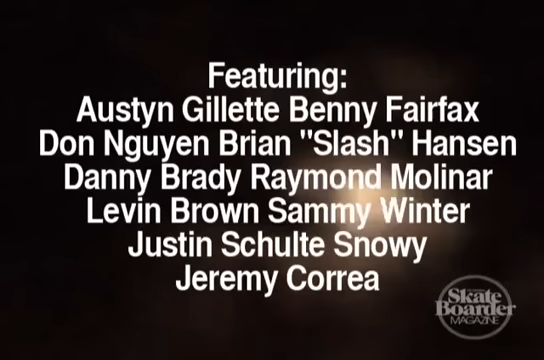 Featuring:
Austyn Gillette Benny Fairfax
Don Nguyen Brian "Slash" Hansen
Danny Brady Raymond Molinar
Levin Brown Sammy Winter
Justin Schulte Snowy
Jeremy Correa
Skate
Boarder
MAGAZINE